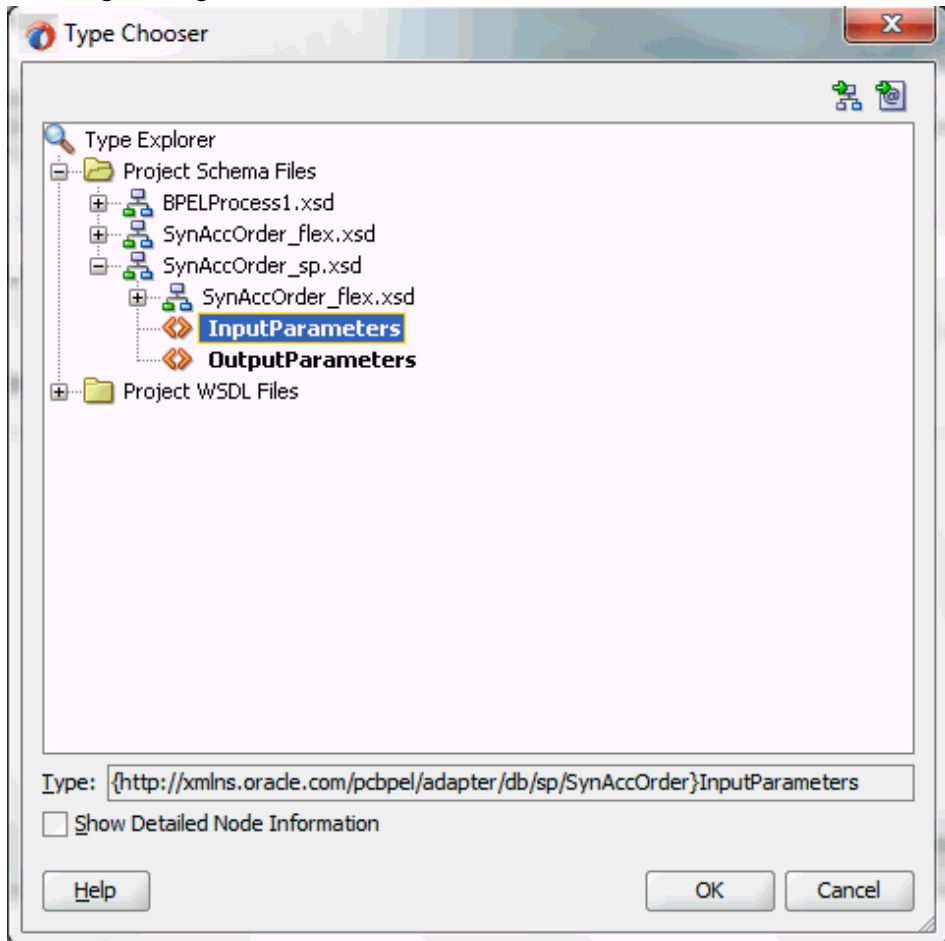 Type Chooser
Type Explorer
Project Schema Files
BPELProcess1.xsd
SynAccOrder_flex.xsd
SynAccOrder_sp.xsd
SynAccOrder_flex.xsd
InputParameters
OutputParameters
Project WSDL Files
Type: {http://xmlns.oracle.com/pcbpel/adapter/db/sp/SynAccOrder}InputParameters
Show Detailed Node Information
Help OK Cancel